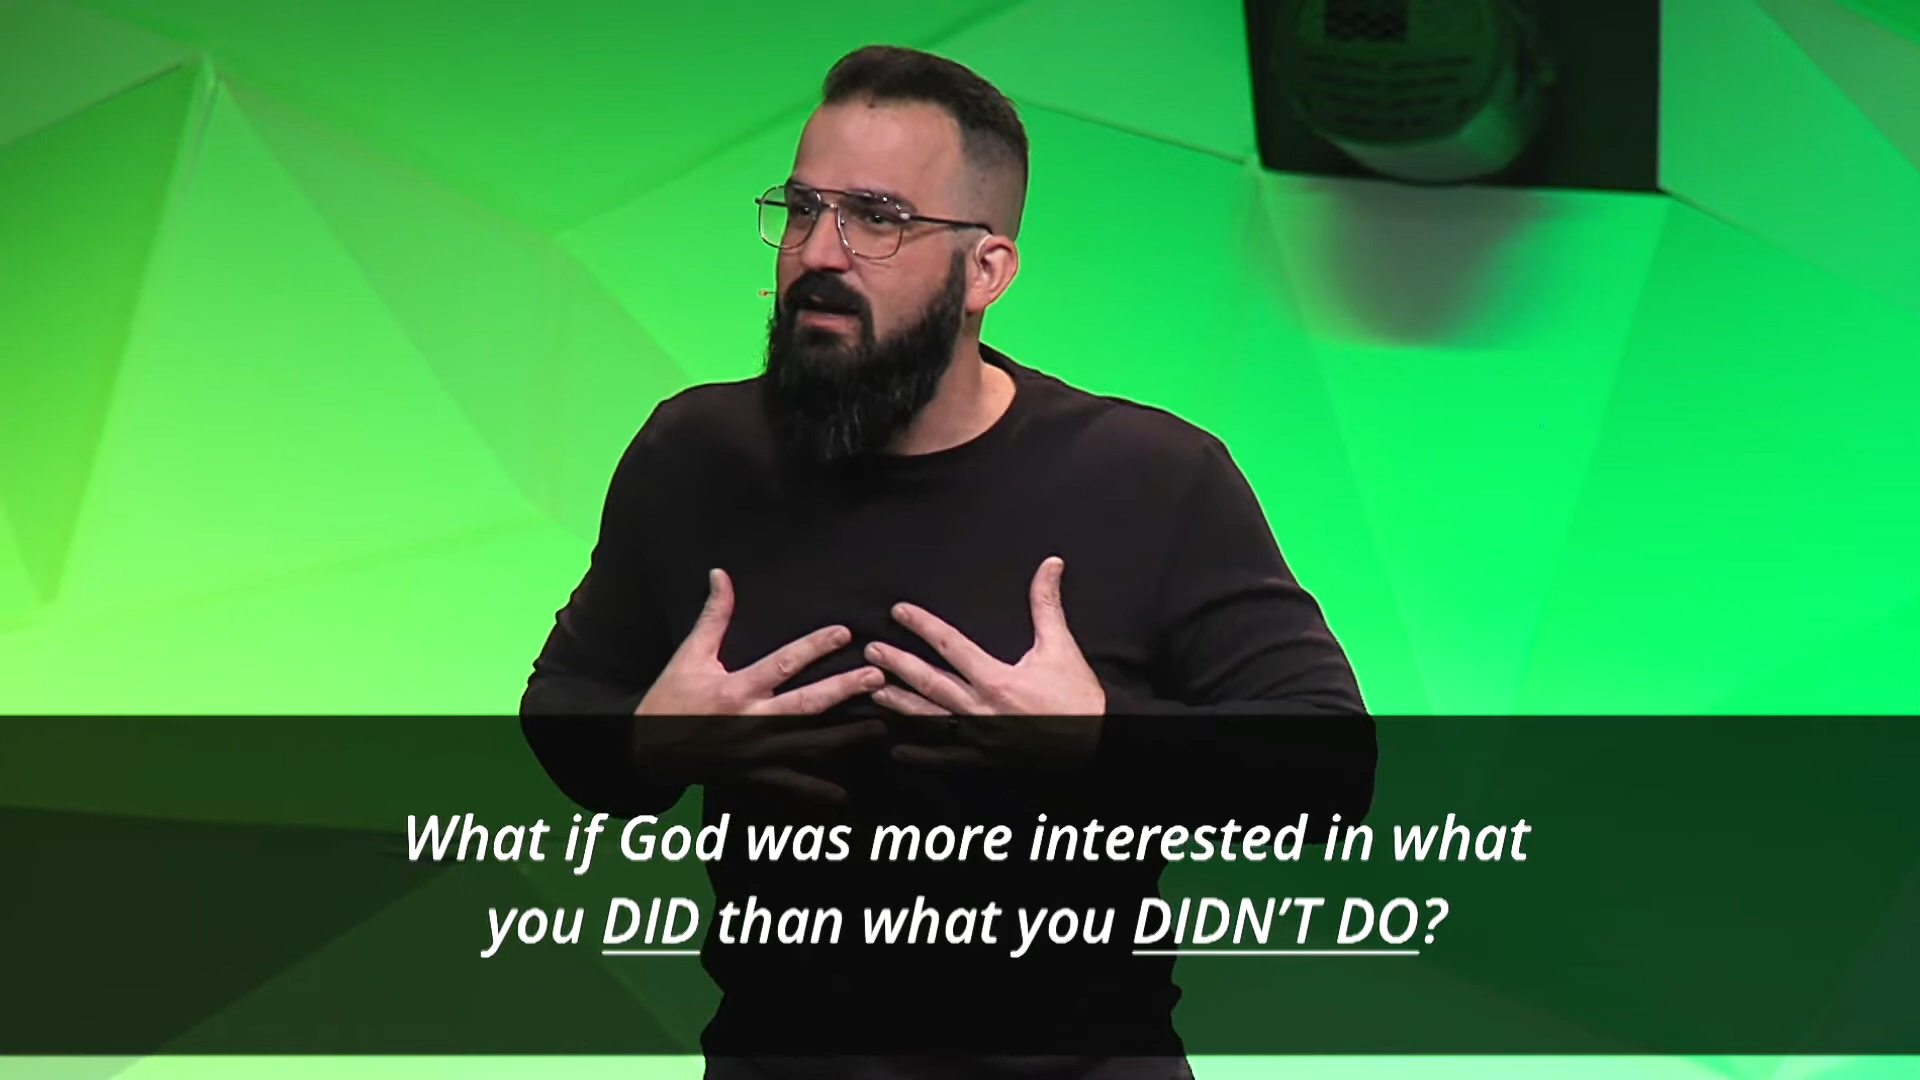 What if God was more interested in what
you DID than what you DIDN'T DO?